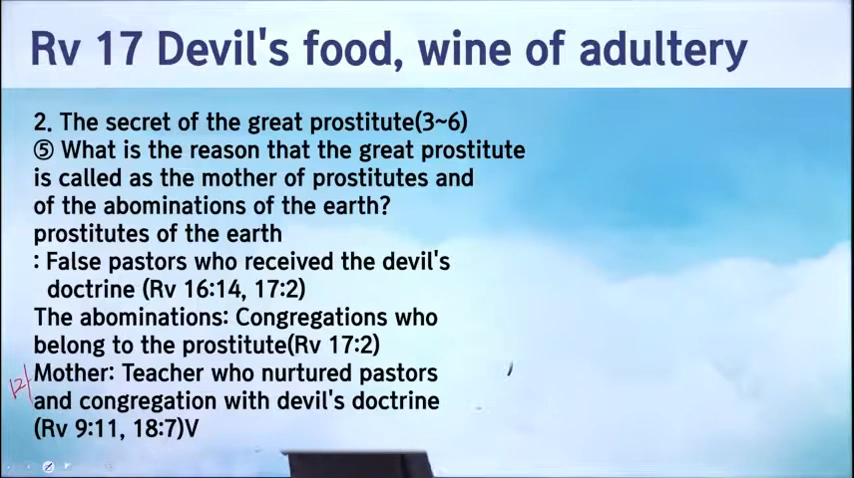 Rv 17 Devil's food, wine of adultery
2. The secret of the great prostitute(3~6)
⑤ What is the reason that the great prostitute
is called as the mother of prostitutes and
of the abominations of the earth?
prostitutes of the earth
: False pastors who received the devil's
doctrine (Rv 16:14, 17:2)
The abominations: Congregations who
belong to the prostitute(Rv 17:2)
Mother: Teacher who nurtured pastors
and congregation with devil's doctrine
(Rv 9:11, 18:7)V